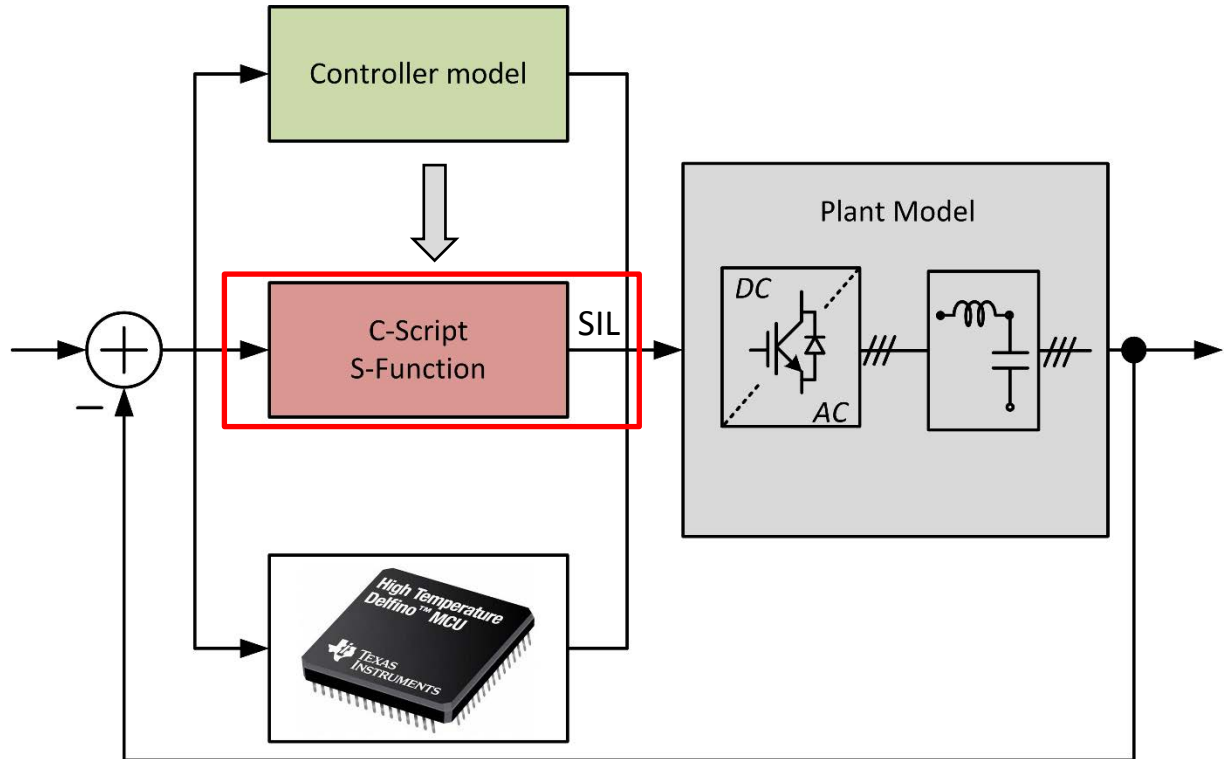 Controller model
Plant Model
DC
AC
C-Script
S-Function
SIL
High Temperature
Delfino™ MCU
TEXAS
INSTRUMENTS